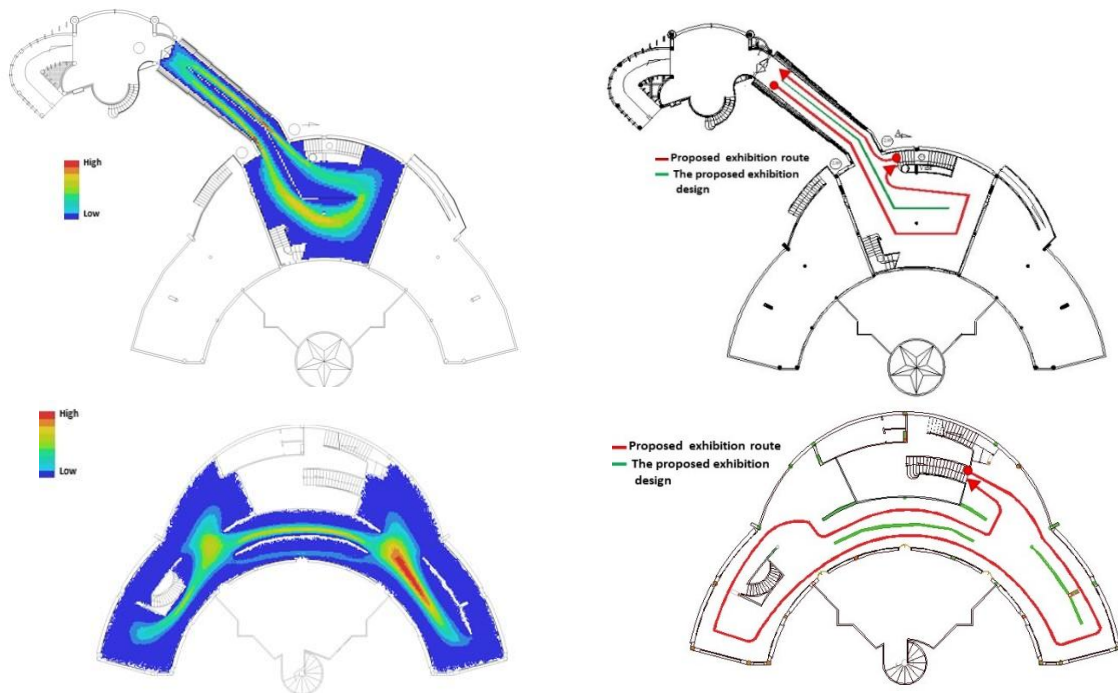 High
Low
Proposed exhibition route
The proposed exhibition
design
High
Low
Proposed exhibition route
The proposed exhibition
design